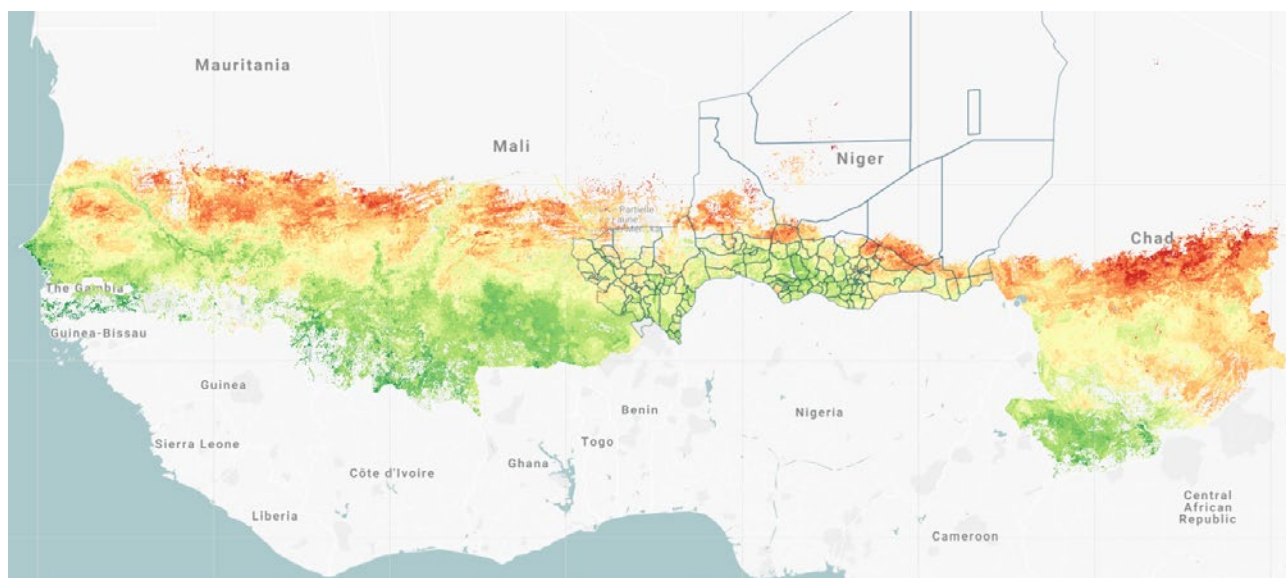 Mauritania
Mali
Niger
Partielle
Chad
The Gambia
Guinea-Bissau
Guinea
Benin
Nigeria
Sierra Leone
Togo
Ghana
Côte d'Ivoire
Liberia
Central
African
Republic
Cameroon